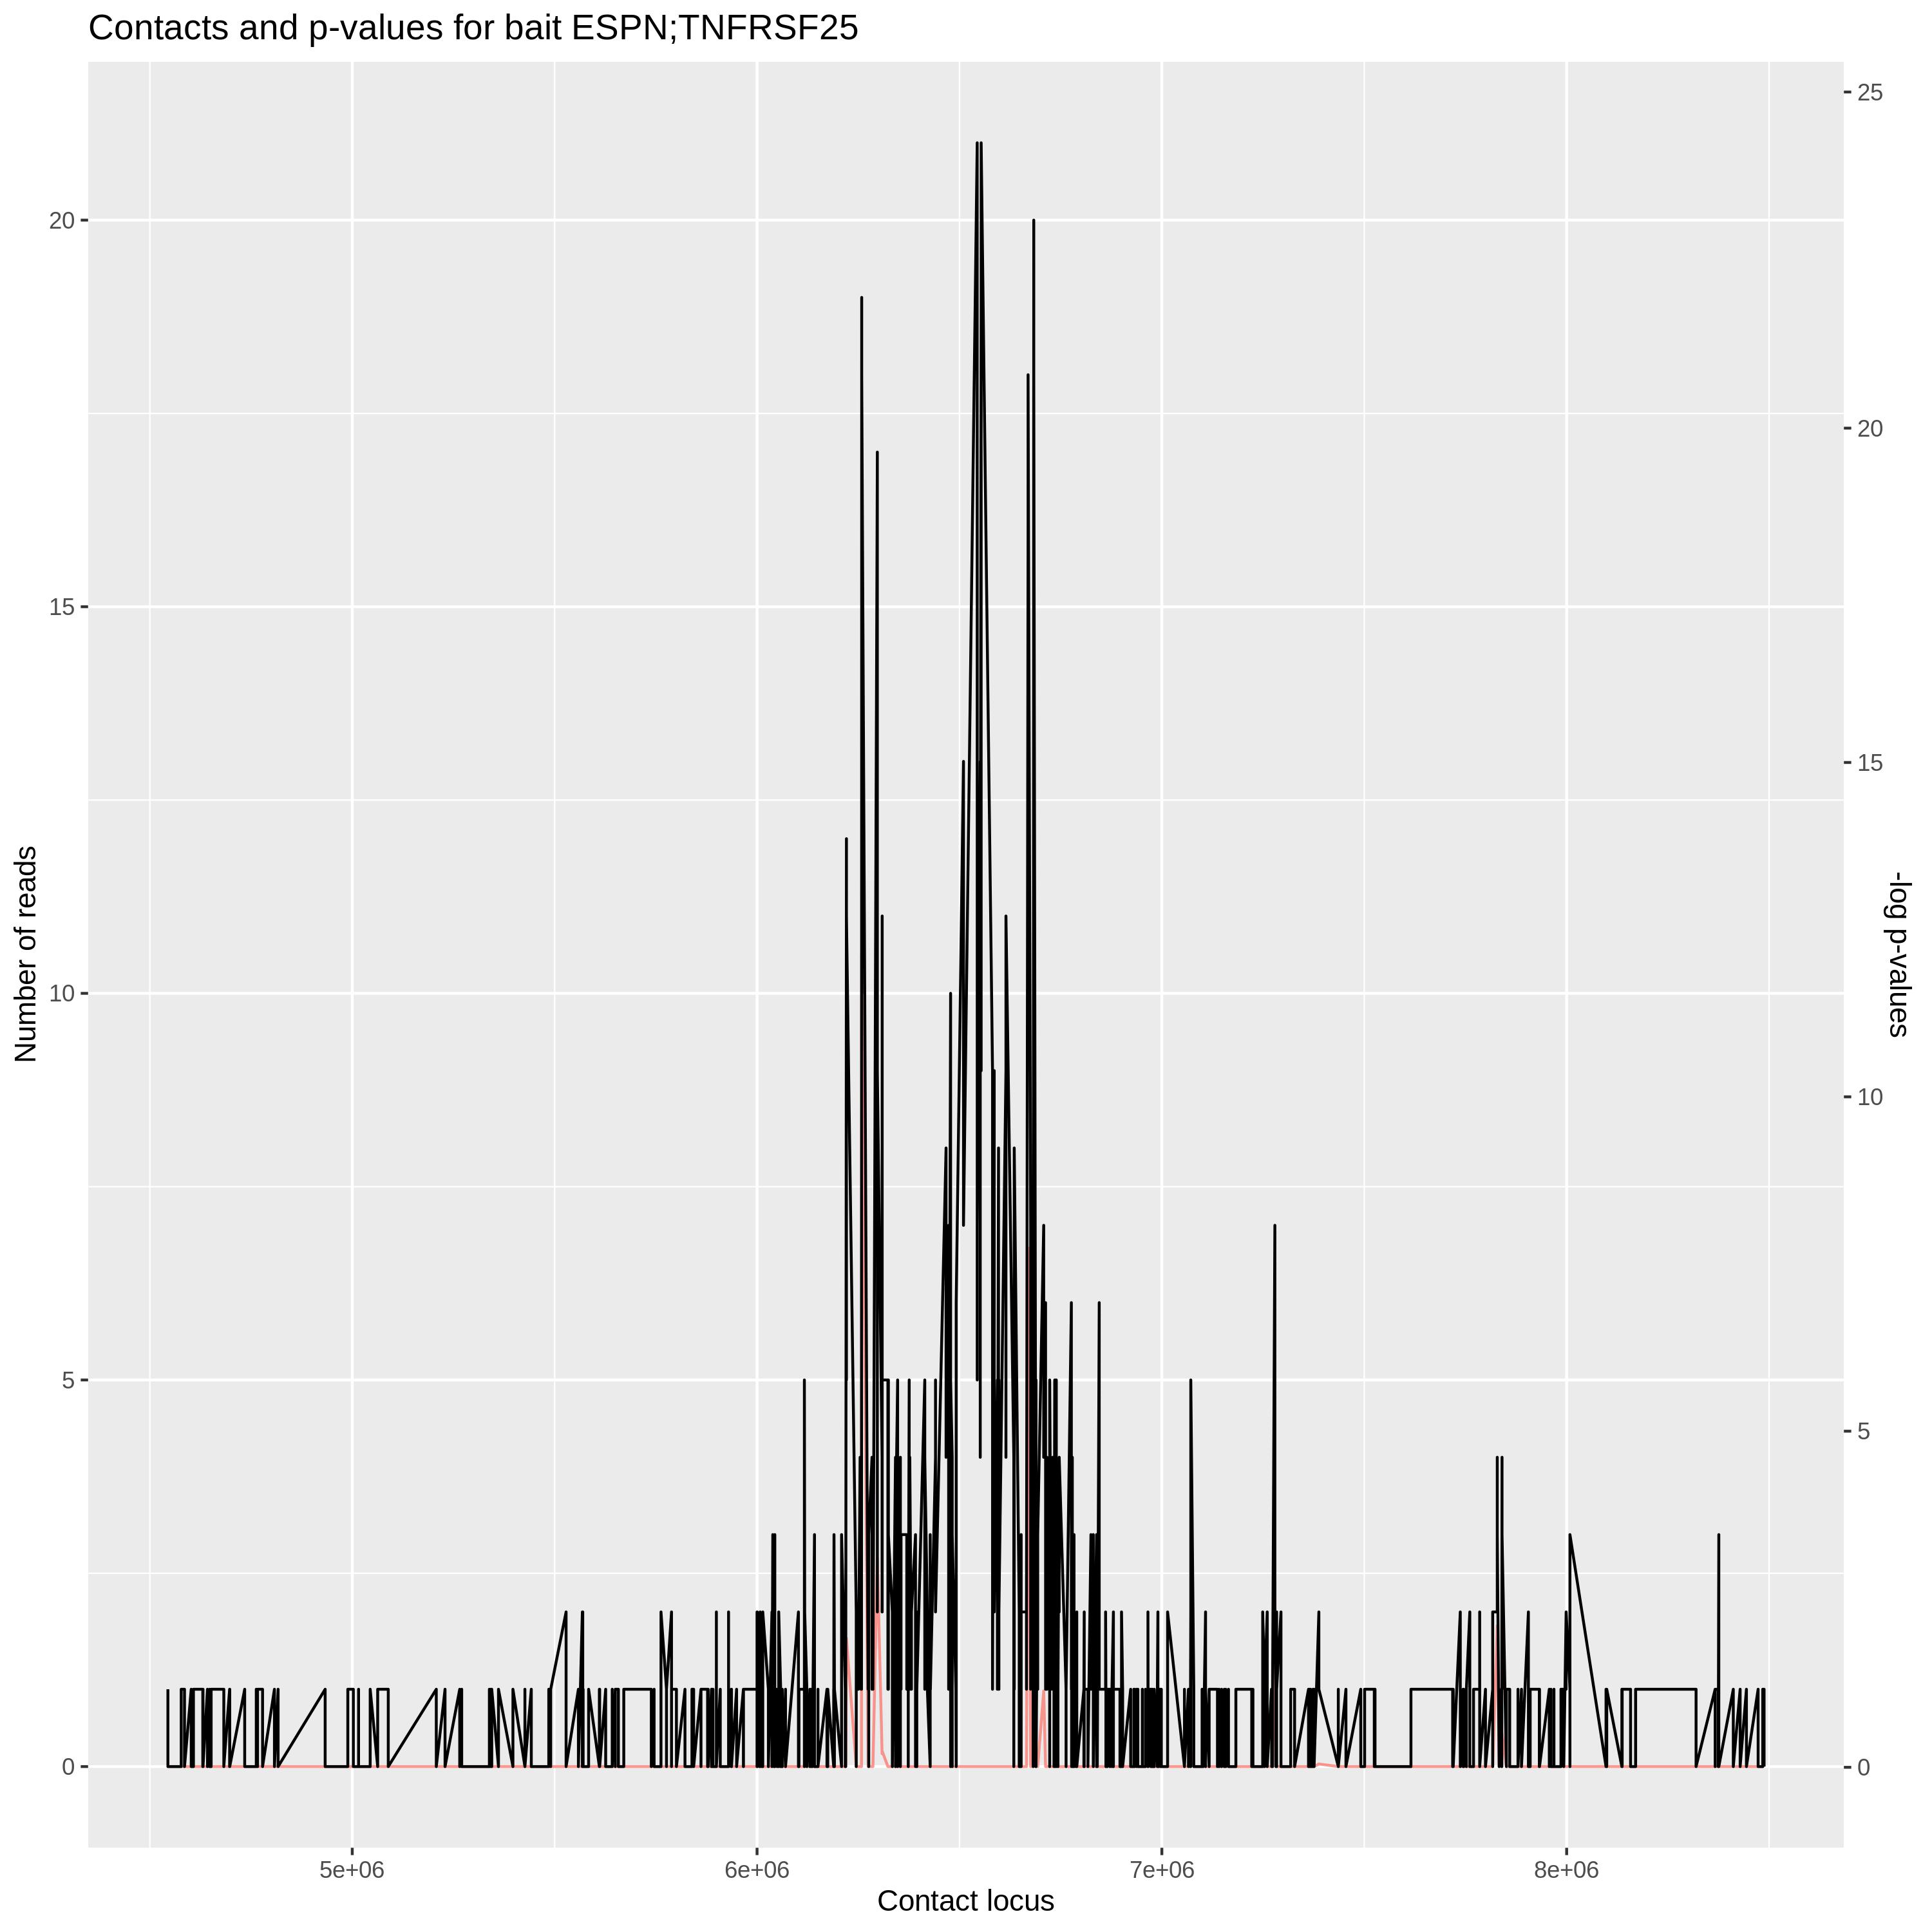 Contacts and p-values for bait ESPN;TNFRSF25
25
20
20
15
15
10
10
5
5
0
0
Number of reads
-log p-values
5e+06
6e+06
7e+06
8e+06
Contact locus